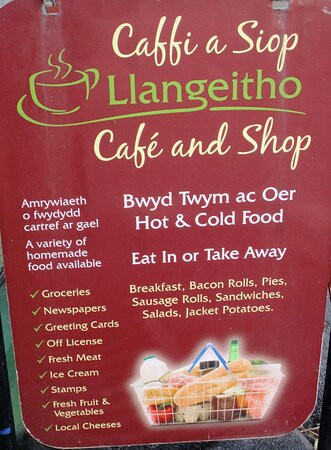 Caffi a Siop
Llangeitho
Café and Shop
Amrywiaeth
o fwydydd
cartref ar gael
A variety of
homemade
food available
Bwyd Twym ac Oer
Hot & Cold Food
Eat In or Take Away
Breakfast, Bacon Rolls, Pies,
Sausage Rolls, Sandwiches,
Salads, Jacket Potatoes.
Groceries
Newspapers
Greeting Cards
Off License
Fresh Meat
Ice Cream
Stamps
Fresh Fruit &
Vegetables
Local Cheeses